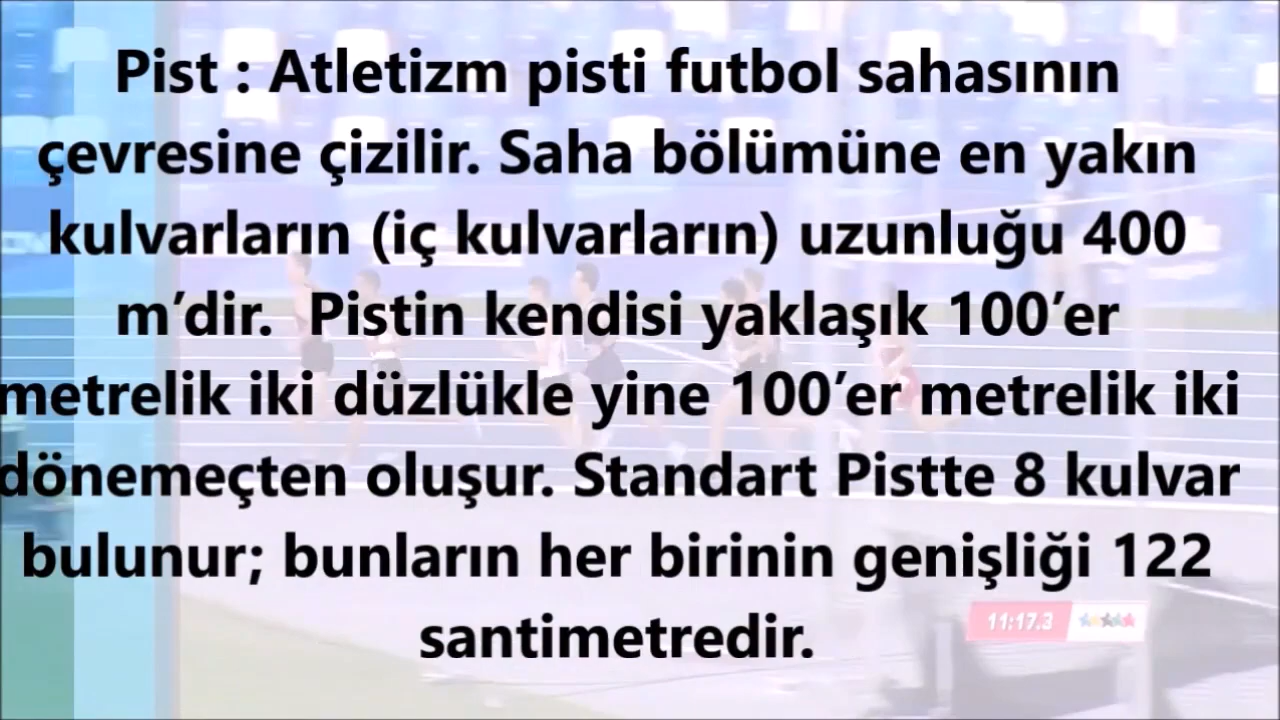 Pist : Atletizm pisti futbol sahasının
çevresine çizilir. Saha bölümüne en yakın
kulvarların (iç kulvarların) uzunluğu 400
m’dir.  Pistin kendisi yaklaşık 100’er
metrelik iki düzlükle yine 100’er metrelik iki
dönemeçten oluşur. Standart Pistte 8 kulvar
bulunur; bunların her birinin genişliği 122
santimetredir.
11:17.3